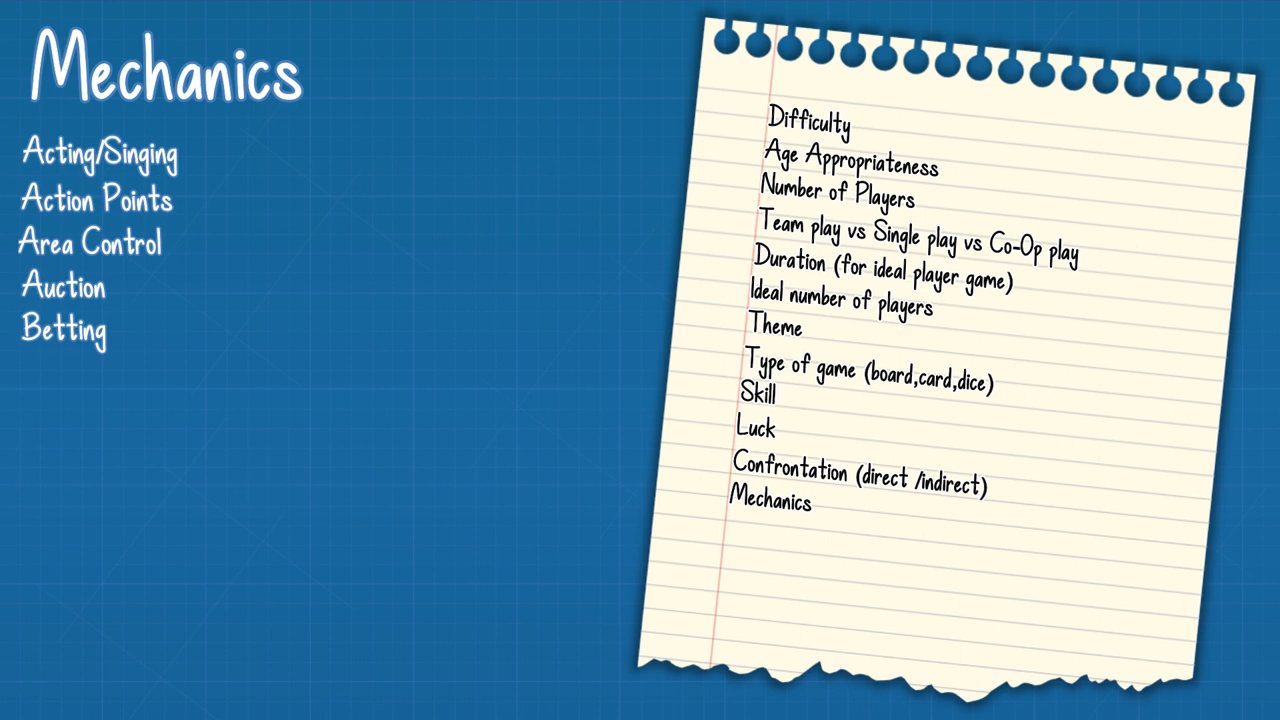 Mechanics
Acting/Singing
Action Points
Area Control
Auction
Betting
Difficulty
Age Appropriateness
Number of Players
Team play vs Single play vs Co-Op play
Duration (for ideal player game)
Ideal number of players
Theme
Type of game (board,card,dice)
Skill
Luck
Confrontation (direct /indirect)
Mechanics